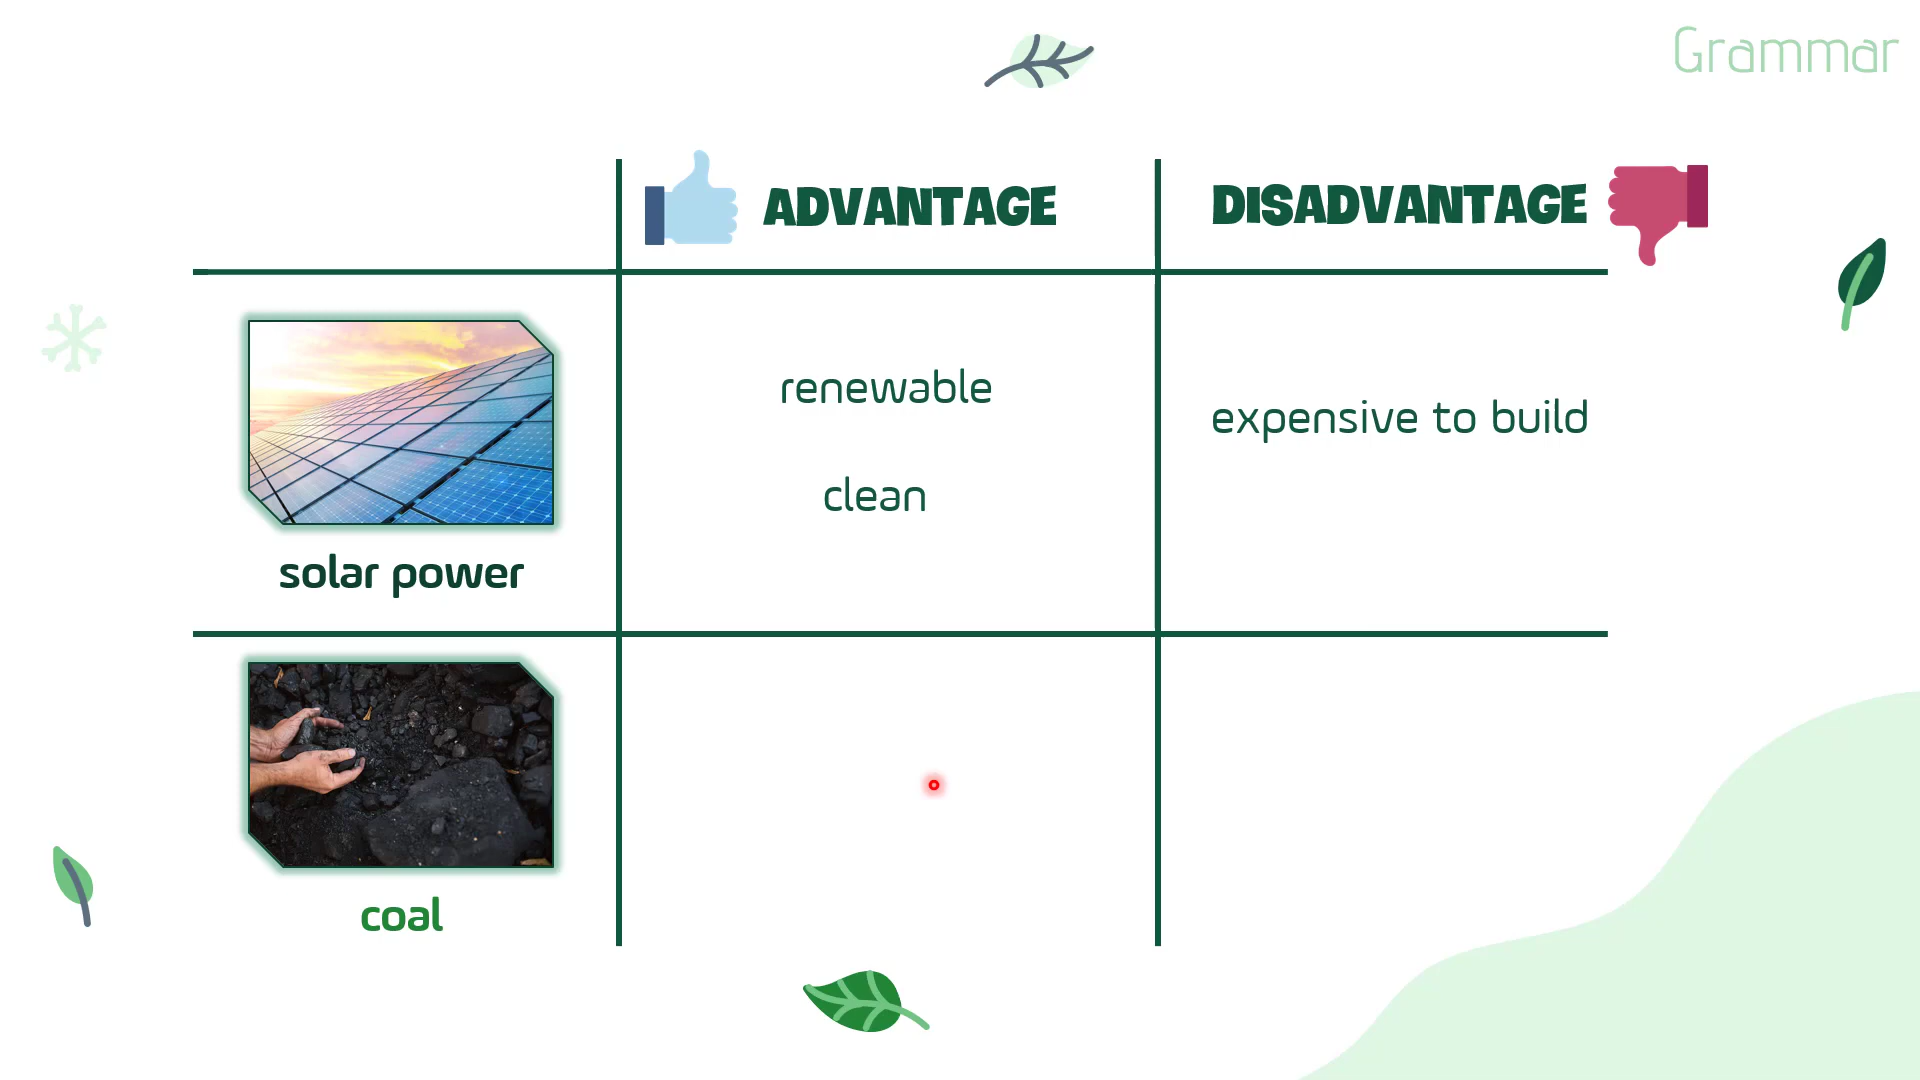 Grammar
ADVANTAGE
DISADVANTAGE
renewable
clean
expensive to build
solar power
coal